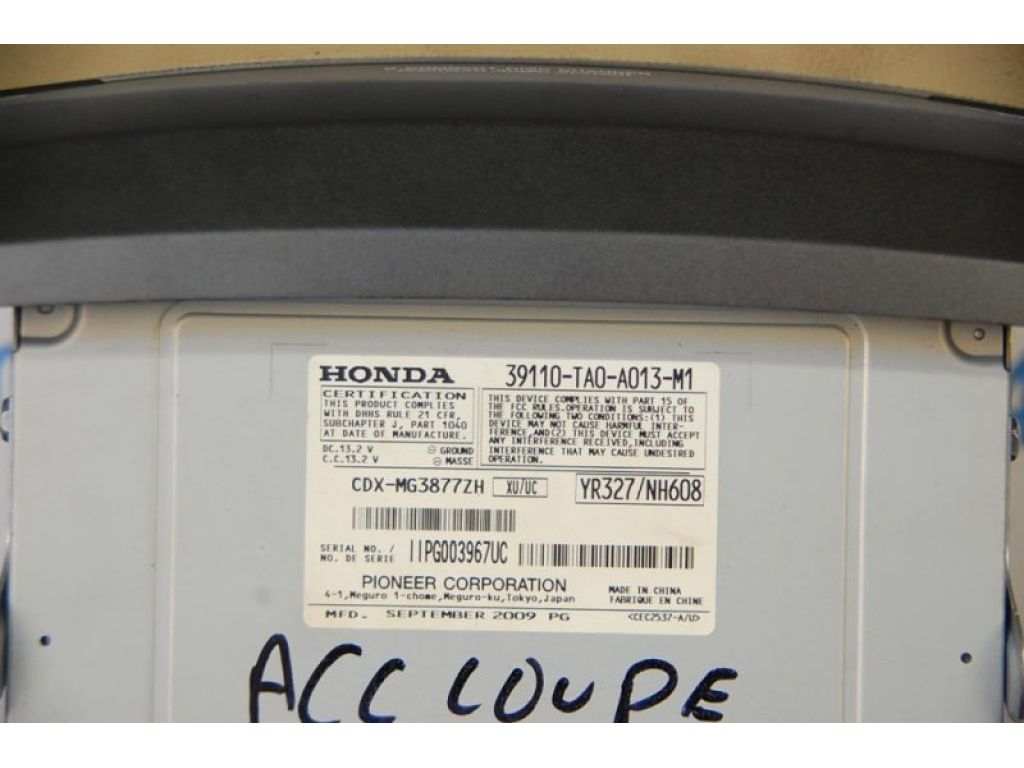 HONDA 39110-TA0-A013-M1
CERTIFICATION
THIS PRODUCT COMPLIES
WITH DHHS RULE 21 CFR,
SUBCHAPTER J, PART 1040
AT DATE OF MANUFACTURE.
THIS DEVICE COMPLIES WITH PART 15 OF
THE FCC RULES.OPERATION IS SUBJECT TO
THE FOLLOWING TWO CONDITIONS:(1) THIS
DEVICE MAY NOT CAUSE HARMFUL INTER-
FERENCE,AND(2) THIS DEVICE MUST ACCEPT
ANY INTERFERENCE RECEIVED,INCLUDING
INTERFERENCE THAT MAY CAUSE UNDESIRED
OPERATION.
DC.13.2 V ⊖ GROUND
C.C.13.2 V ⊖ MASSE
CDX-MG3877ZH XU/UC YR327/NH608
SERIAL NO. /
NO. DE SERIE
IIPG003967UC
PIONEER CORPORATION
4-1,Meguro 1-chome,Meguro-ku,Tokyo,Japan
MADE IN CHINA
FABRIQUE EN CHINE
MFD. SEPTEMBER 2009 PG <CEC2537-A/U>
ACC COUPE